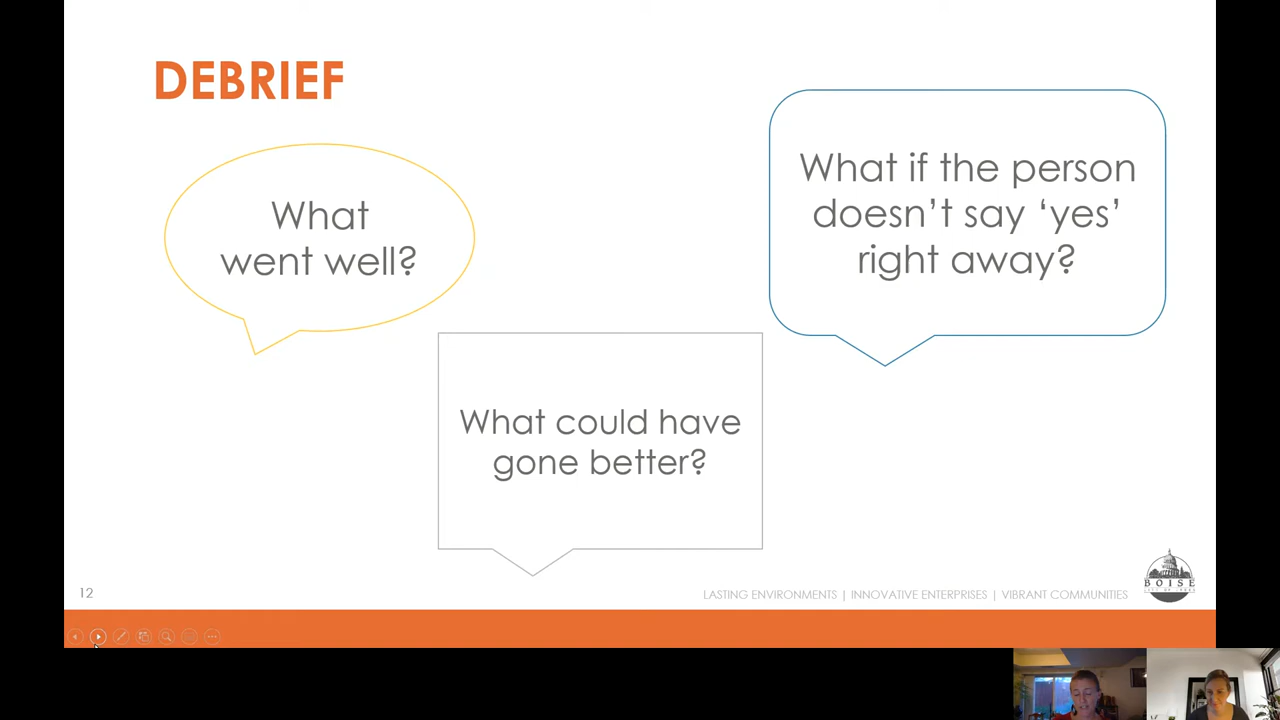 DEBRIEF
What
went well?
What if the person
doesn’t say ‘yes’
right away?
What could have
gone better?
12
LASTING ENVIRONMENTS | INNOVATIVE ENTERPRISES | VIBRANT COMMUNITIES
BOISE